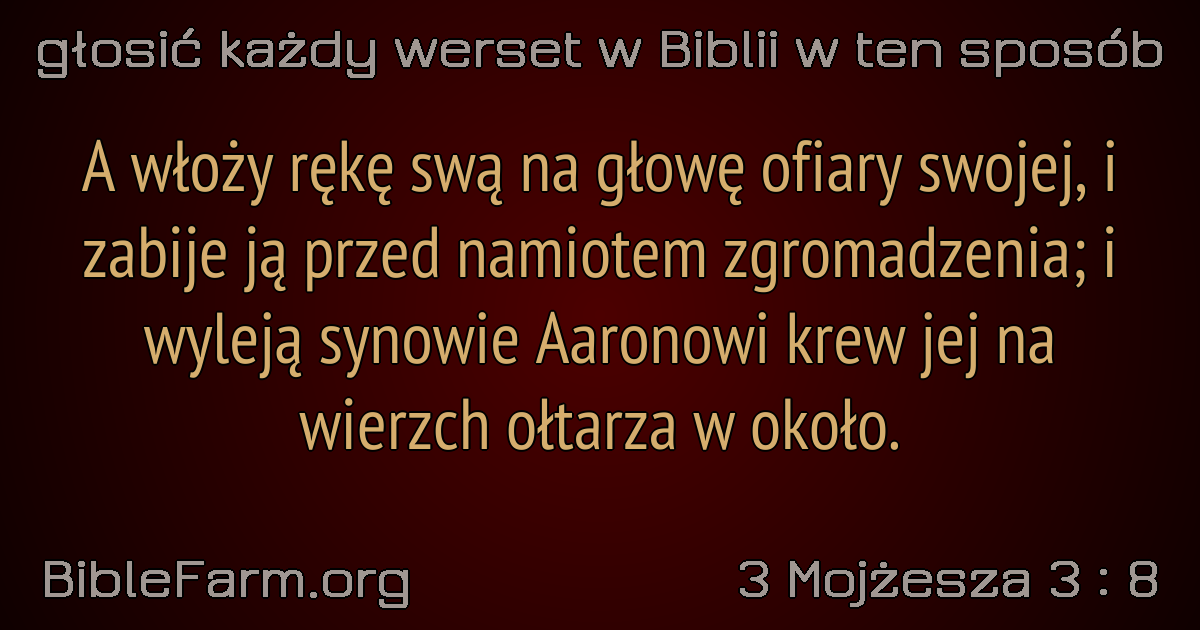 głosić każdy werset w Biblii w ten sposób
A włoży rękę swą na głowę ofiary swojej, i
zabije ją przed namiotem zgromadzenia; i
wyleją synowie Aaronowi krew jej na
wierzch ołtarza w około.
BibleFarm.org
3 Mojżesza 3 : 8